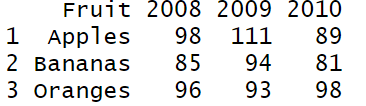 Fruit 2008 2009 2010
1 Apples 98 111 89
2 Bananas 85 94 81
3 Oranges 96 93 98